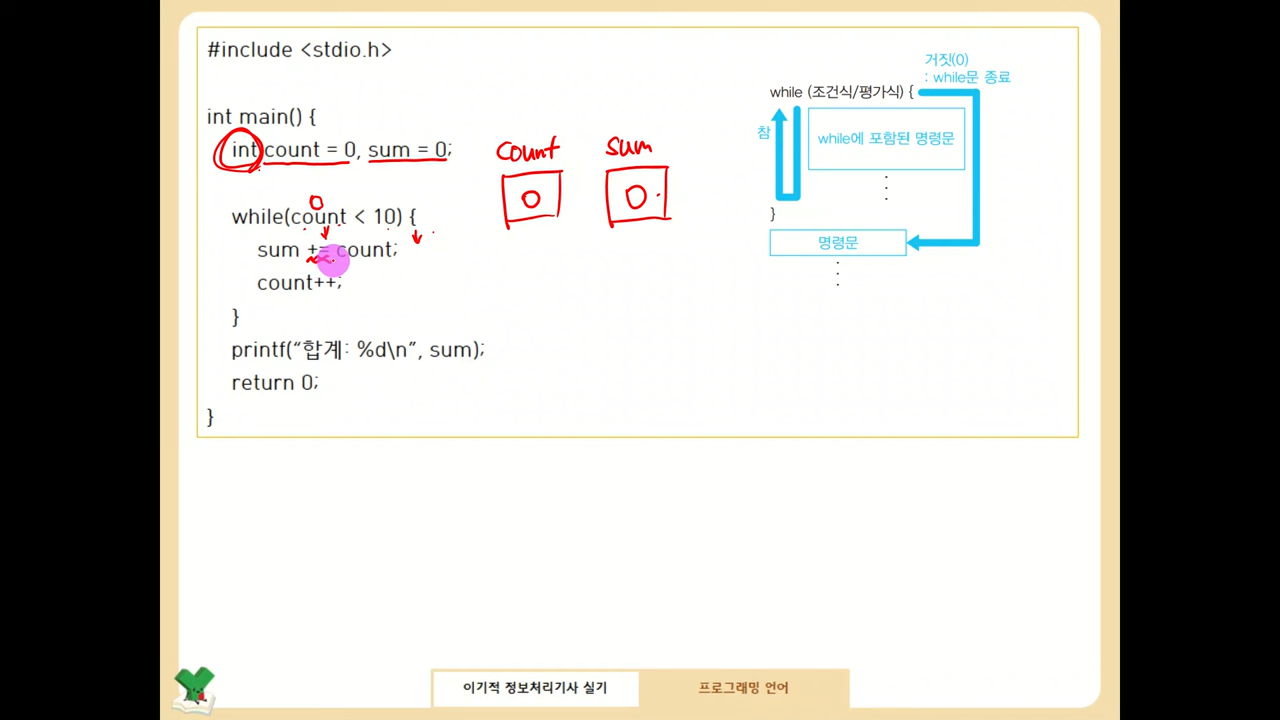 #include <stdio.h>
int main() {
int count = 0, sum = 0;
while(count < 10) {
sum += count;
count++;
}
printf(“합계: %d\n”, sum);
return 0;
}
0
count
sum
0
0
거짓(0)
: while문 종료
while (조건식/평가식) {
참
while에 포함된 명령문
}
명령문
이기적 정보처리기사 실기
프로그래밍 언어